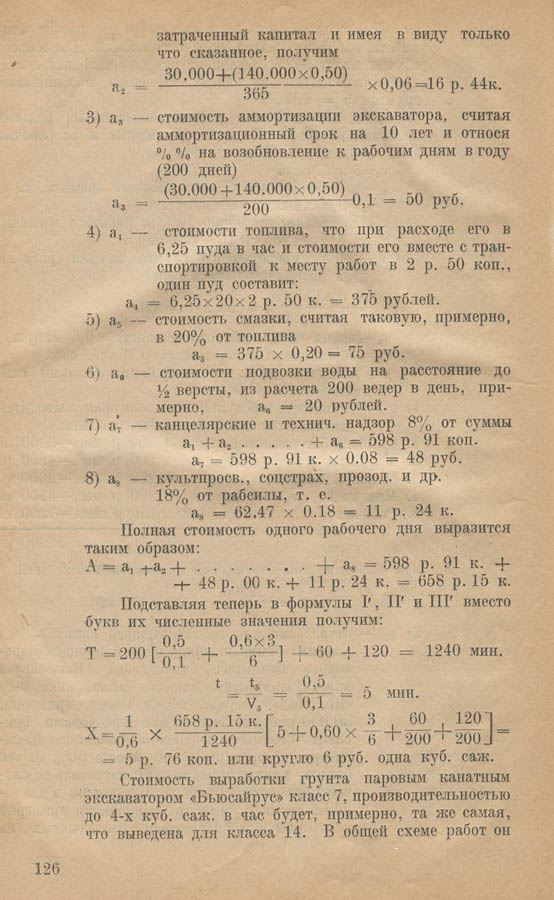 затраченный капитал и имея в виду только
что сказанное, получим
a₂ = 30.000+(140.000×0,50) / 365 ×0,06=16 р. 44к.
3) a₃ — стоимость аммортизации экскаватора, считая
аммортизационный срок на 10 лет и относя
% % на возобновление к рабочим дням в году
(200 дней)
a₃ = (30.000+140.000×0,50) / 200 0,1 = 50 руб.
4) a₄ — стоимости топлива, что при расходе его в
6,25 пуда в час и стоимости его вместе с тран-
спортировкой к месту работ в 2 р. 50 коп.,
один пуд составит:
a₄ = 6,25×20×2 р. 50 к. = 375 рублей.
5) a₅ — стоимость смазки, считая таковую, примерно,
в 20% от топлива
a₅ = 375 × 0,20 = 75 руб.
6) a₆ — стоимости подвозки воды на расстояние до
½ версты, из расчета 200 ведер в день, при-
мерно, a₆ = 20 рублей.
7) a₇ — канцелярские и технич. надзор 8% от суммы
a₁ + a₂ . . . . . + a₆ = 598 р. 91 коп.
a₇ = 598 р. 91 к. × 0.08 = 48 руб.
8) a₈ — культпросв., соцстрах, прозод. и др.
18% от рабсилы, т. е.
a₈ = 62,47 × 0.18 = 11 р. 24 к.
Полная стоимость одного рабочего дня выразится
таким образом:
A = a₁ + a₂ + . . . . . . . + a₈ = 598 р. 91 к. +
+ 48 р. 00 к. + 11 р. 24 к. = 658 р. 15 к.
Подставляя теперь в формулы I′, II′ и III′ вместо
букв их численные значения получим:
T = 200 [ 0,5 / 0,1 + 0,6×3 / 6 ] + 60 + 120 = 1240 мин.
t = t₅ / V₅ = 0,5 / 0,1 = 5 мин.
X = 1 / 0,6 × 658 р. 15 к. / 1240 [ 5 + 0,60 × 3 / 6 + 60 / 200 + 120 / 200 ] =
= 5 р. 76 коп. или кругло 6 руб. одна куб. саж.
Стоимость выработки грунта паровым канатным
экскаватором «Бьюсайрус» класс 7, производительностью
до 4-х куб. саж. в час будет, примерно, та же самая,
что выведена для класса 14. В общей схеме работ он
126